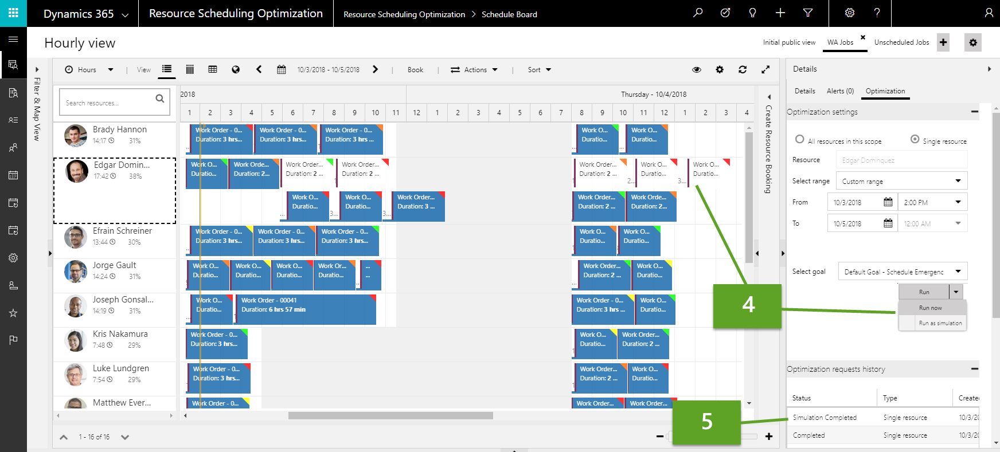 Dynamics 365
Resource Scheduling Optimization
Resource Scheduling Optimization > Schedule Board
Hourly view
Initial public view
WA Jobs
Unscheduled Jobs
Filter & Map View
Hours
View
10/3/2018 - 10/5/2018
Book
Actions
Sort
Search resources...
2018
Thursday - 10/4/2018
1 2 3 4 5 6 7 8 9 10 11 12 1 2 3 4 5 6 7 8 9 10 11 12 1 2 3 4
Brady Hannon
14:17 31%
Work Order - 0... Work Order - 0... Work Order - 0... Work O... Work O...
Duration: 3 hrs... Duration: 3 hrs... Duration: 3 hrs ... Duratio... Duratio...
Edgar Domin...
17:42 38%
Work O... Work Orde... Work Order... Work Order... Work Orde... Work O... Work O...
Duratio... Duration: 2... Duration: 2 ... Duration: 2 ... Duration: 2 ... Duratio... Duratio...
2... 3...
Work O... Work O... Work Order... Work Order... Work Orde...
Duratio... Duratio... Duration: 3 ... Duration: 2 ... Duration: 2...
... 3... 3...
Efrain Schreiner
13:44 30%
Work Order - 0... Work Order - 0... Work Order - 0... Work O... Work O...
Duration: 3 hrs... Duration: 3 hrs... Duration: 3 hrs... Duratio... Duratio...
Jorge Gault
14:24 31%
Work O... Work O... Work O... Work O... ... Work Order... Work O...
Duratio... Duratio... Duratio... Duratio... ... Duration: 2 ... Duratio...
Joseph Gonsal...
14:19 31%
Work O... Work Order - 00041 Work Order - 0... Work O...
Duratio... Duration: 6 hrs 57 min Duration: 3 hrs ... Duratio...
Kris Nakamura
7:48 29%
Work Order - 0... Work O... Work Order...
Duration: 3 hrs... Duratio... Duration: 2 ...
Luke Lundgren
7:54 29%
Work Order - 0... Work Orde... Work O...
Duration: 3 hrs... Duration: 2 ... Duratio...
Matthew Ever...
Work Order - 0... Work Order... Work Order...
1 - 16 of 16
Create Resource Booking
4
5
Details
Details Alerts (0) Optimization
Optimization settings
All resources in this scope Single resource
Resource Edgar Dominquez
Select range Custom range
From 10/3/2018 2:00 PM
To 10/5/2018 12:00 AM
Select goal Default Goal - Schedule Emergenc
Run
Run now
Run as simulation
Optimization requests history
Status Type Created
Simulation Completed Single resource 10/3/20
Completed Single resource 10/3/20